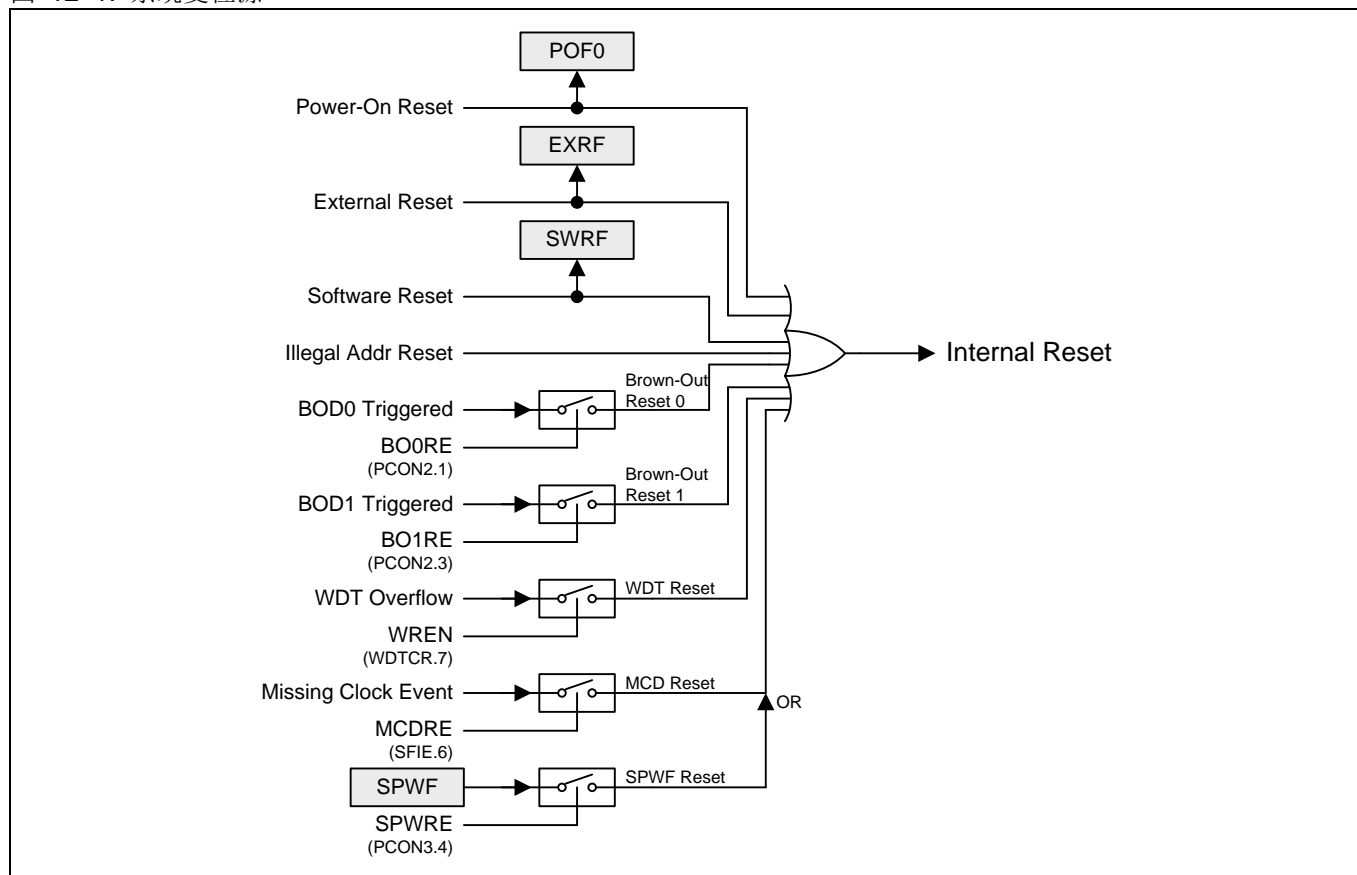 POF0
Power-On Reset
EXRF
External Reset
SWRF
Software Reset
Illegal Addr Reset
Internal Reset
BOD0 Triggered
Brown-Out
Reset 0
BO0RE
(PCON2.1)
BOD1 Triggered
Brown-Out
Reset 1
BO1RE
(PCON2.3)
WDT Overflow
WDT Reset
WREN
(WDTCR.7)
Missing Clock Event
MCD Reset
OR
MCDRE
(SFIE.6)
SPWF
SPWF Reset
SPWRE
(PCON3.4)